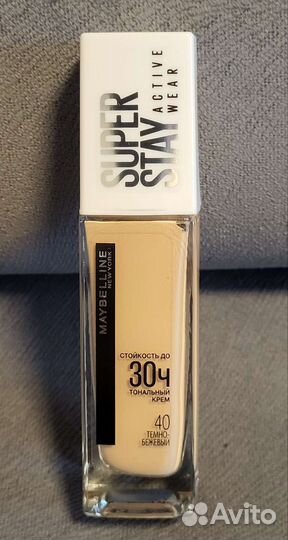 SUPER
STAY
ACTIVE
WEAR
MAYBELLINE
NEW YORK
СТОЙКОСТЬ ДО
30Ч
ТОНАЛЬНЫЙ
КРЕМ
40
ТЕМНО-
БЕЖЕВЫЙ
Avito